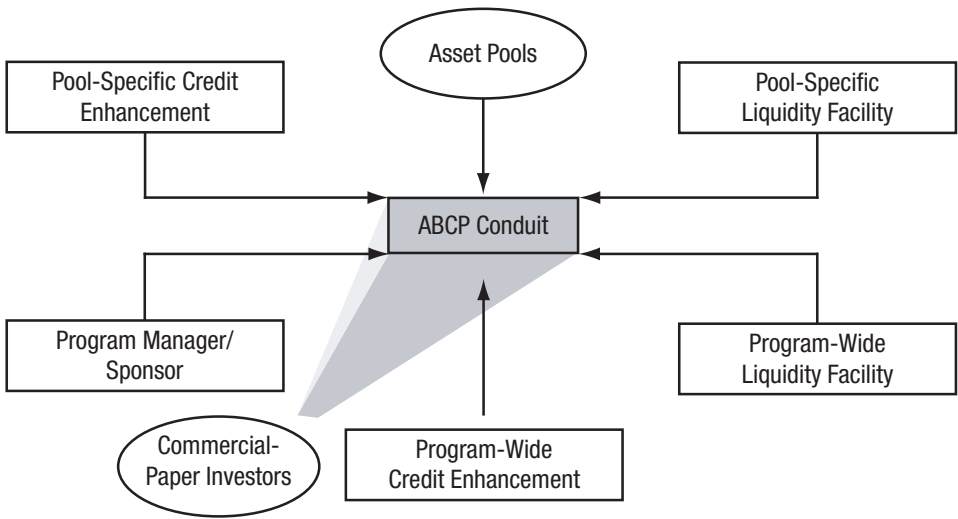 Asset Pools
Pool-Specific Credit
Enhancement
Pool-Specific
Liquidity Facility
ABCP Conduit
Program Manager/
Sponsor
Program-Wide
Liquidity Facility
Commercial-
Paper Investors
Program-Wide
Credit Enhancement